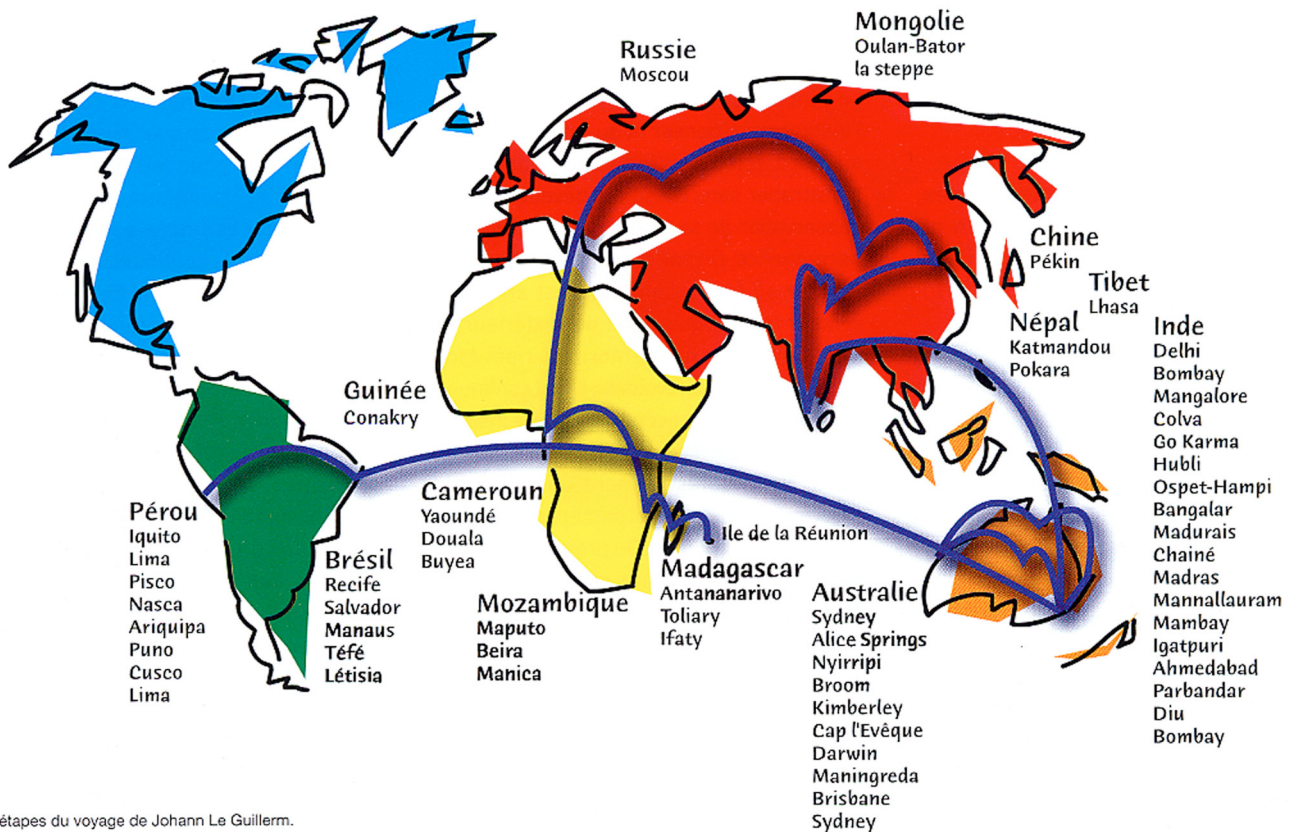 Mongolie
Oulan-Bator
la steppe
Russie
Moscou
Chine
Pékin
Tibet
Lhasa
Népal
Katmandou
Pokara
Inde
Delhi
Bombay
Mangalore
Colva
Go Karma
Hubli
Ospet-Hampi
Bangalar
Madurais
Chainé
Madras
Mannallauram
Mambay
Igatpuri
Ahmedabad
Parbandar
Diu
Bombay
Guinée
Conakry
Cameroun
Yaoundé
Douala
Buyea
Pérou
Iquito
Lima
Pisco
Nasca
Ariquipa
Puno
Cusco
Lima
Brésil
Recife
Salvador
Manaus
Téfé
Létisia
Mozambique
Maputo
Beira
Manica
Ile de la Réunion
Madagascar
Antananarivo
Toliary
Ifaty
Australie
Sydney
Alice Springs
Nyirripi
Broom
Kimberley
Cap l'Evêque
Darwin
Maningreda
Brisbane
Sydney
étapes du voyage de Johann Le Guillerm.